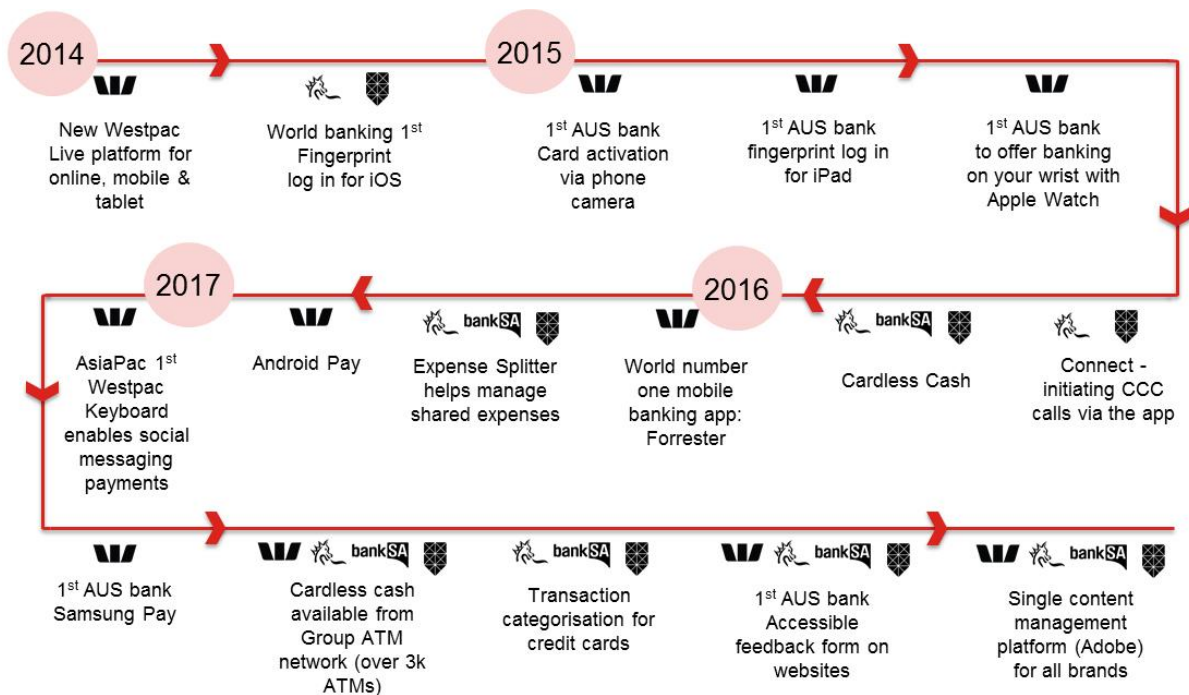 2014
New Westpac
Live platform for
online, mobile &
tablet
World banking 1st
Fingerprint
log in for iOS
2015
1st AUS bank
Card activation
via phone
camera
1st AUS bank
fingerprint log in
for iPad
1st AUS bank
to offer banking
on your wrist with
Apple Watch
bankSA
Connect -
initiating CCC
calls via the app
Cardless Cash
2016
World number
one mobile
banking app:
Forrester
bankSA
Expense Splitter
helps manage
shared expenses
Android Pay
2017
AsiaPac 1st
Westpac
Keyboard
enables social
messaging
payments
1st AUS bank
Samsung Pay
bankSA
Cardless cash
available from
Group ATM
network (over 3k
ATMs)
bankSA
Transaction
categorisation for
credit cards
bankSA
1st AUS bank
Accessible
feedback form on
websites
bankSA
Single content
management
platform (Adobe)
for all brands